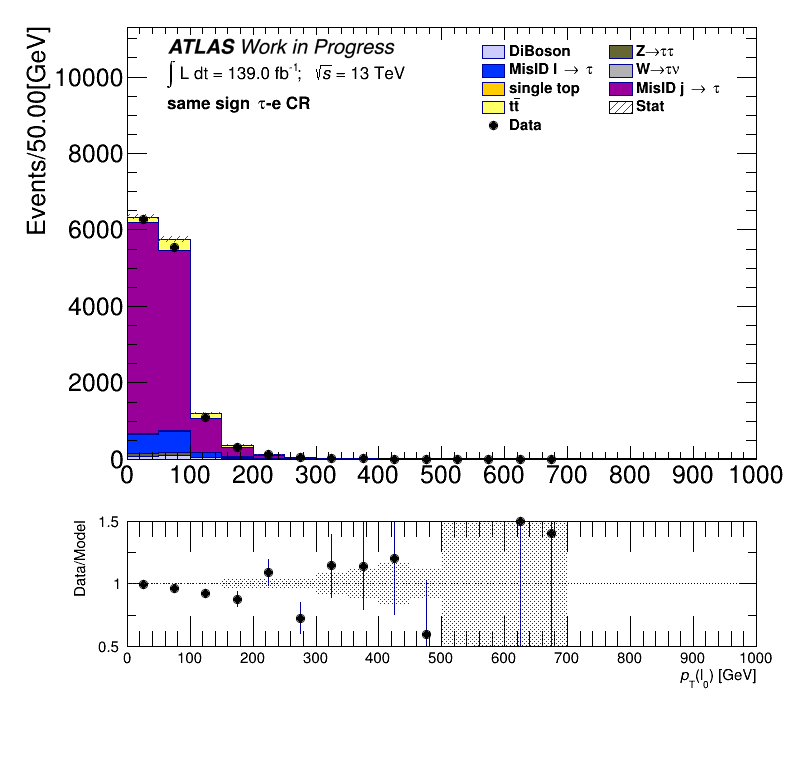 ATLAS Work in Progress
∫ L dt = 139.0 fb⁻¹; √s = 13 TeV
same sign τ-e CR
DiBoson
MisID l → τ
single top
tt̄
Data
Z→ττ
W→τν
MisID j → τ
Stat
Events/50.00[GeV]
10000
8000
6000
4000
2000
0
0 100 200 300 400 500 600 700 800 900 1000
Data/Model
1.5
1
0.5
0 100 200 300 400 500 600 700 800 900 1000
p_T(l_0) [GeV]